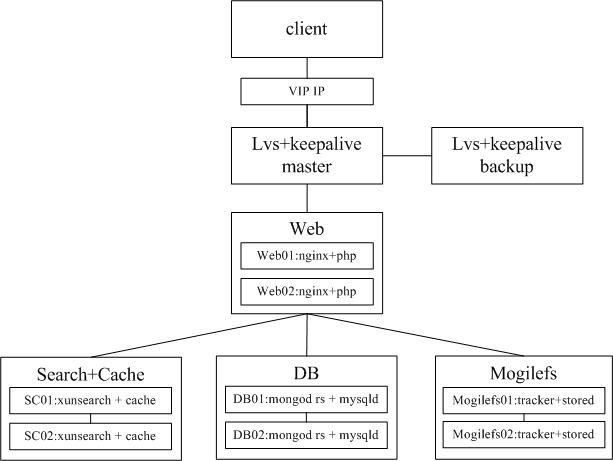 client
VIP IP
Lvs+keepalive
master
Lvs+keepalive
backup
Web
Web01:nginx+php
Web02:nginx+php
Search+Cache
SC01:xunsearch + cache
SC02:xunsearch + cache
DB
DB01:mongod rs + mysqld
DB02:mongod rs + mysqld
Mogilefs
Mogilefs01:tracker+stored
Mogilefs02:tracker+stored